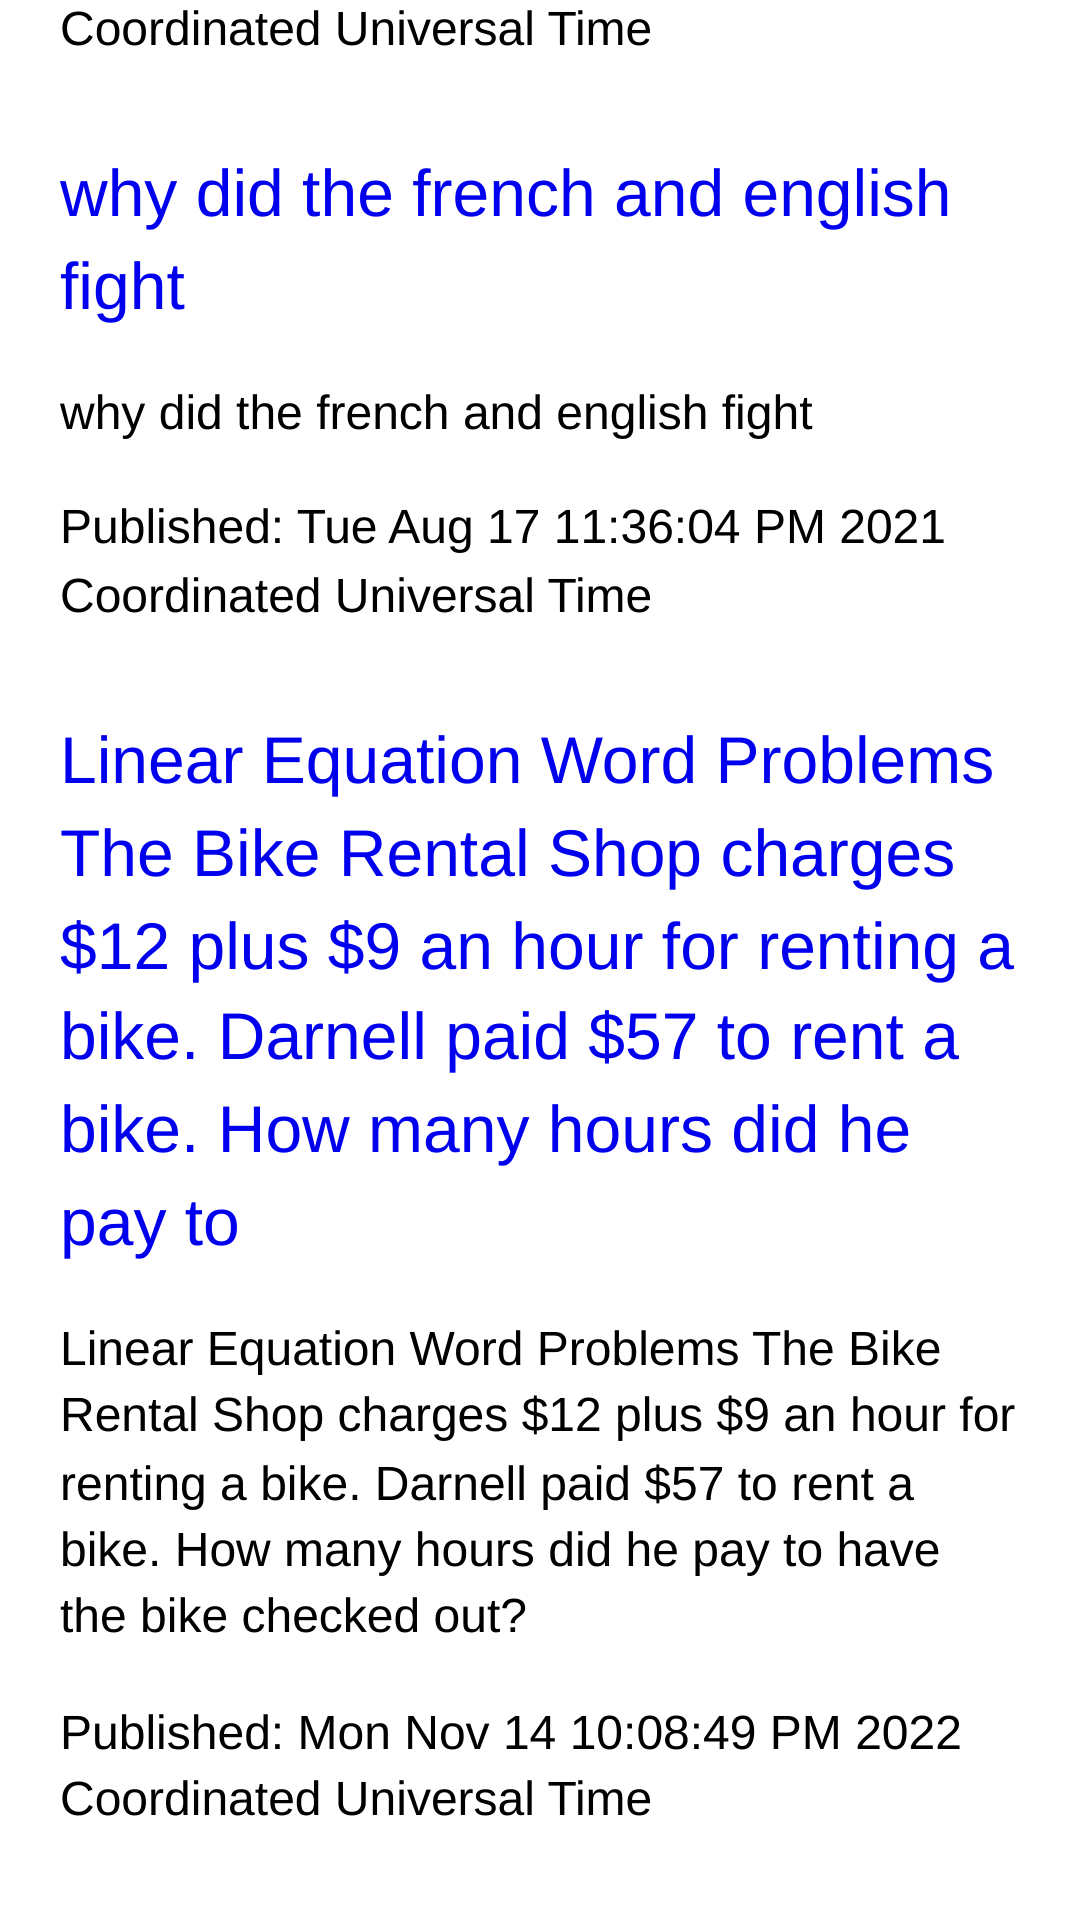 Coordinated Universal Time
why did the french and english
fight
why did the french and english fight
Published: Tue Aug 17 11:36:04 PM 2021
Coordinated Universal Time
Linear Equation Word Problems
The Bike Rental Shop charges
$12 plus $9 an hour for renting a
bike. Darnell paid $57 to rent a
bike. How many hours did he
pay to
Linear Equation Word Problems The Bike
Rental Shop charges $12 plus $9 an hour for
renting a bike. Darnell paid $57 to rent a
bike. How many hours did he pay to have
the bike checked out?
Published: Mon Nov 14 10:08:49 PM 2022
Coordinated Universal Time